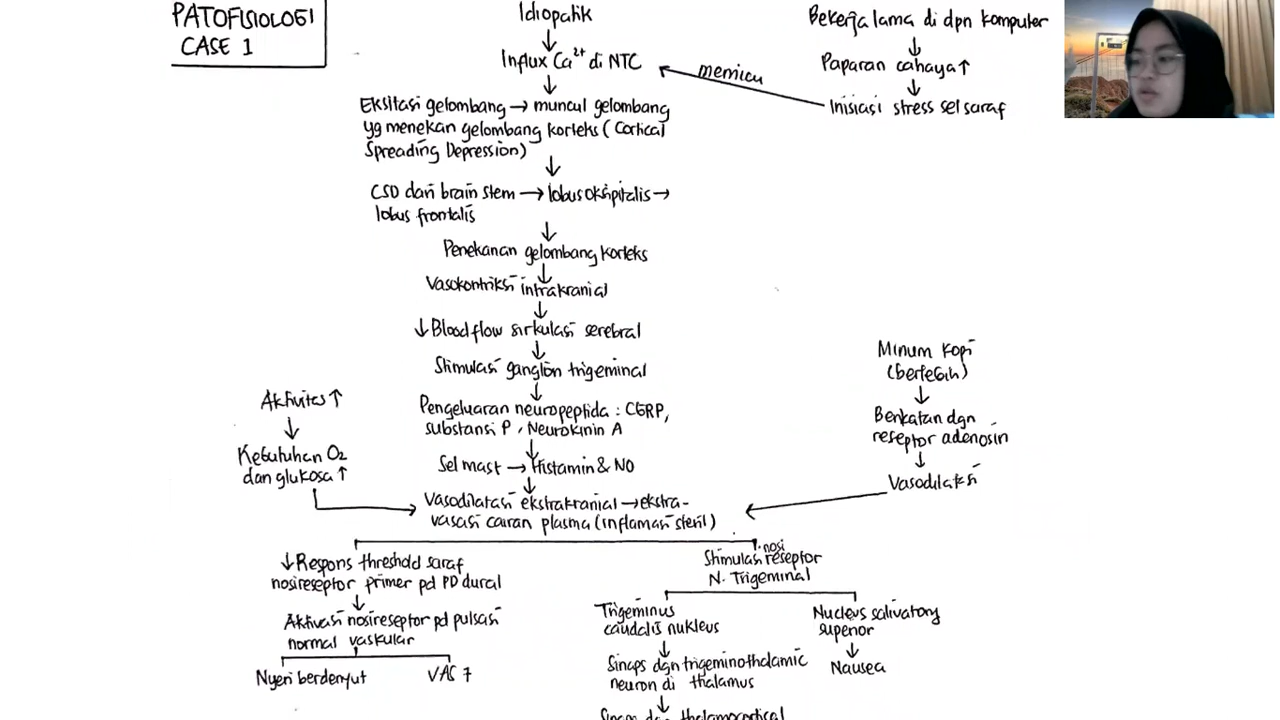 PATOFISIOLOGI
CASE 1
Idiopatik
↓
Influx Ca²⁺ di NTC
↓
Eksitasi gelombang → muncul gelombang
yg menekan gelombang korteks (Cortical
Spreading Depression)
↓
CSD dari brain stem → lobus oksipitalis →
lobus frontalis
↓
Penekanan gelombang korteks
↓
Vasokontriksi intrakranial
↓
↓ Blood flow sirkulasi serebral
↓
Stimulasi ganglion trigeminal
↓
Pengeluaran neuropeptida : CGRP,
substansi P, Neurokinin A
↓
Sel mast → Histamin & NO
↓
Vasodilatasi ekstrakranial → ekstra-
vasasi cairan plasma (inflamasi steril)
Bekerja lama di dpn komputer
↓
Paparan cahaya ↑
↓
Inisiasi stress sel saraf
memicu
Aktivitas ↑
↓
Kebutuhan O₂
dan glukosa ↑
Minum Kopi
(berlebih)
↓
Berikatan dgn
reseptor adenosin
↓
Vasodilatsi
↓ Respons threshold saraf
nosireseptor primer pd PD dural
↓
Aktivasi nosireseptor pd pulsasi
normal vaskular
Nyeri berdenyut
VAS 7
Stimulasi nosi reseptor
N. Trigeminal
Trigeminus
caudalis nukleus
↓
Sinaps dgn trigeminothalamic
neuron di thalamus
↓
Sinaps dgn thalamocortical
Nucleus salivatory
superior
↓
Nausea